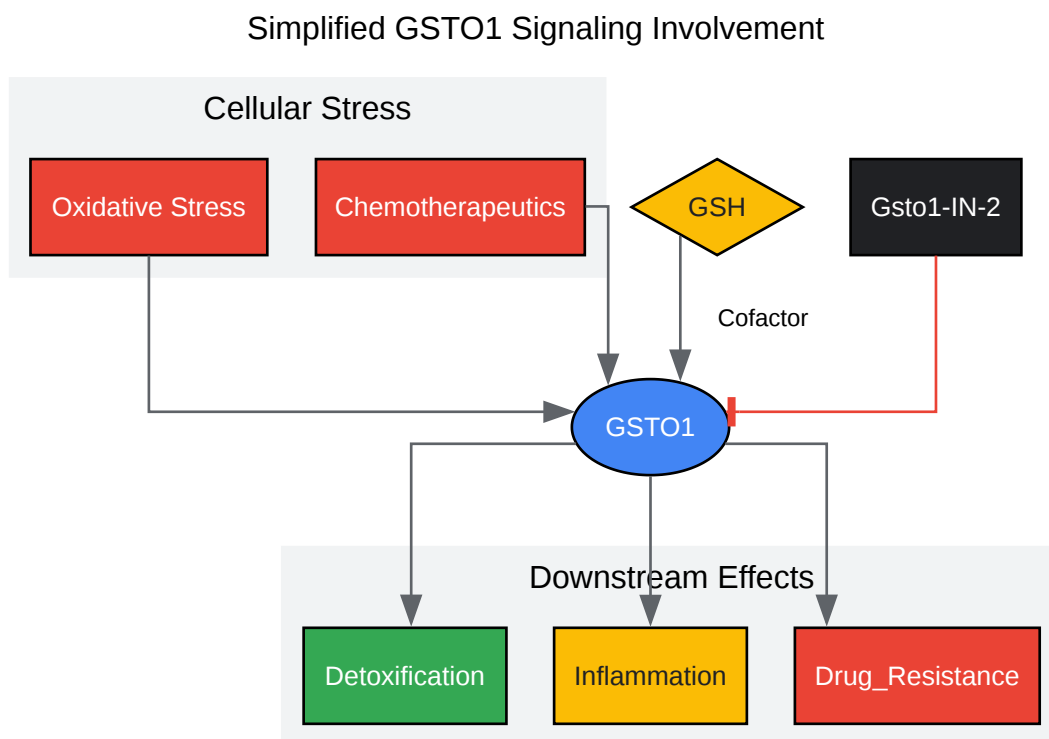 Simplified GSTO1 Signaling Involvement
Cellular Stress
Oxidative Stress
Chemotherapeutics
GSH
Gsto1-IN-2
Cofactor
GSTO1
Downstream Effects
Detoxification
Inflammation
Drug_Resistance